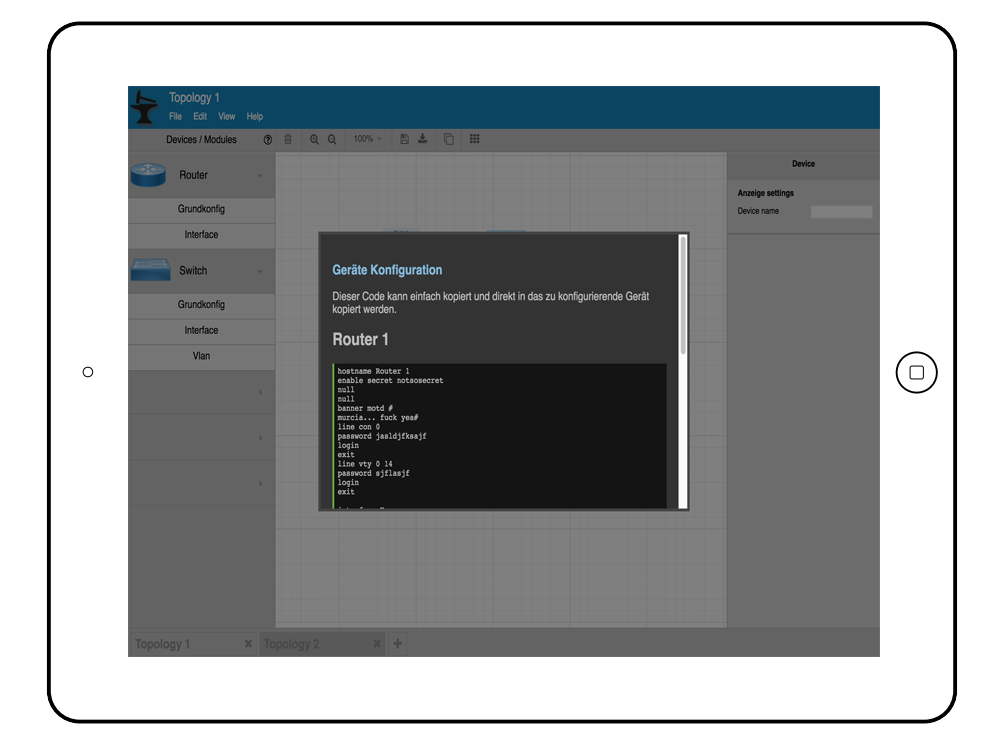 Topology 1
File Edit View Help
Devices / Modules
100%
Router
Grundkonfig
Interface
Switch
Grundkonfig
Interface
Vlan
Device
Anzeige settings
Device name
Geräte Konfiguration
Dieser Code kann einfach kopiert und direkt in das zu konfigurierende Gerät
kopiert werden.
Router 1
hostname Router 1
enable secret notsosecret
null
null
banner motd #
murcia... fuck yea#
line con 0
password jasldjfksajf
login
exit
line vty 0 14
password sjflasjf
login
exit
Topology 1
Topology 2